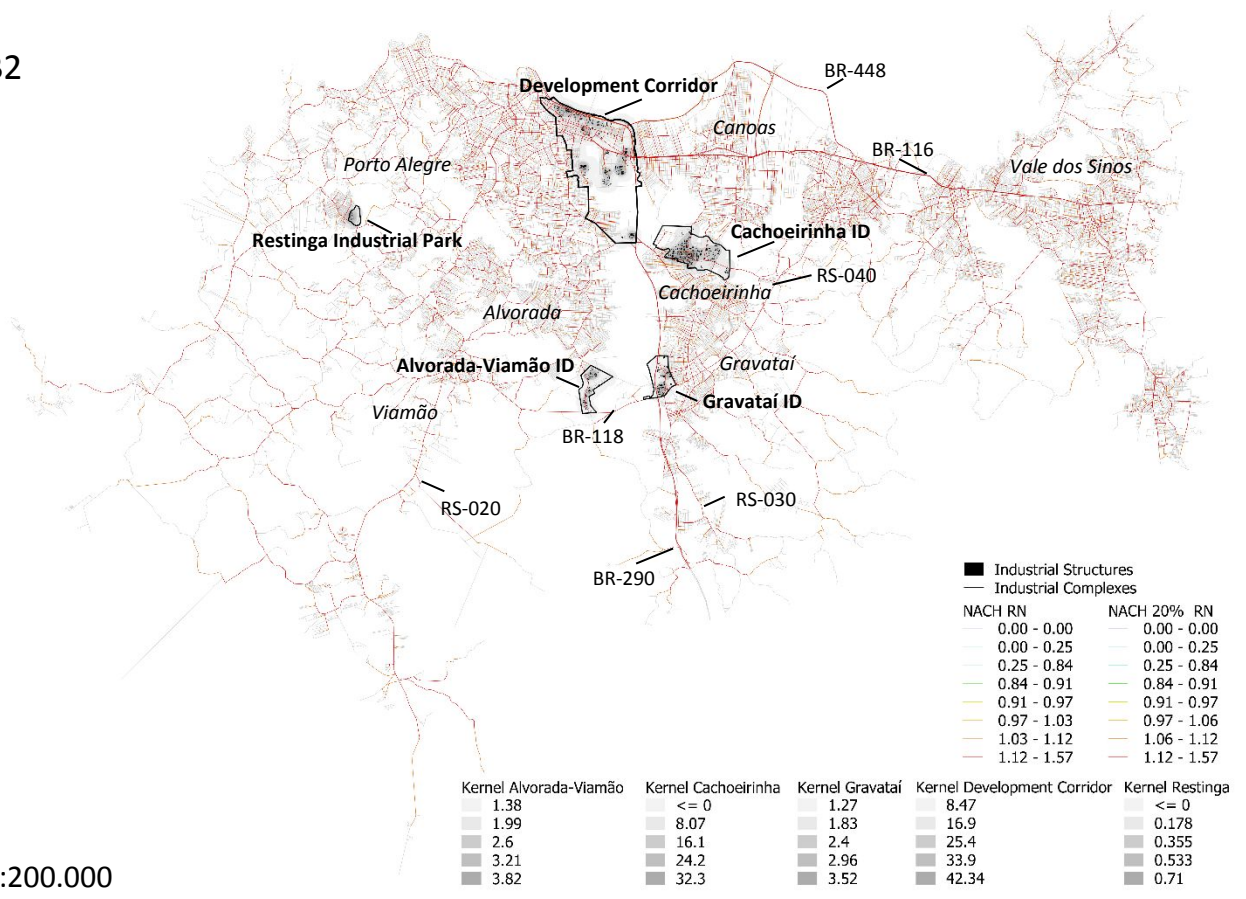 32
BR-448
Development Corridor
Canoas
BR-116
Porto Alegre
Vale dos Sinos
Restinga Industrial Park
Cachoeirinha ID
RS-040
Cachoeirinha
Alvorada
Alvorada-Viamão ID
Gravataí
Gravataí ID
Viamão
BR-118
RS-020
RS-030
BR-290
Industrial Structures
Industrial Complexes
NACH RN NACH 20% RN
0.00 - 0.00 0.00 - 0.00
0.00 - 0.25 0.00 - 0.25
0.25 - 0.84 0.25 - 0.84
0.84 - 0.91 0.84 - 0.91
0.91 - 0.97 0.91 - 0.97
0.97 - 1.03 0.97 - 1.06
1.03 - 1.12 1.06 - 1.12
1.12 - 1.57 1.12 - 1.57
Kernel Alvorada-Viamão Kernel Cachoeirinha Kernel Gravataí Kernel Development Corridor Kernel Restinga
1.38 <= 0 1.27 8.47 <= 0
1.99 8.07 1.83 16.9 0.178
2.6 16.1 2.4 25.4 0.355
3.21 24.2 2.96 33.9 0.533
3.82 32.3 3.52 42.34 0.71
:200.000